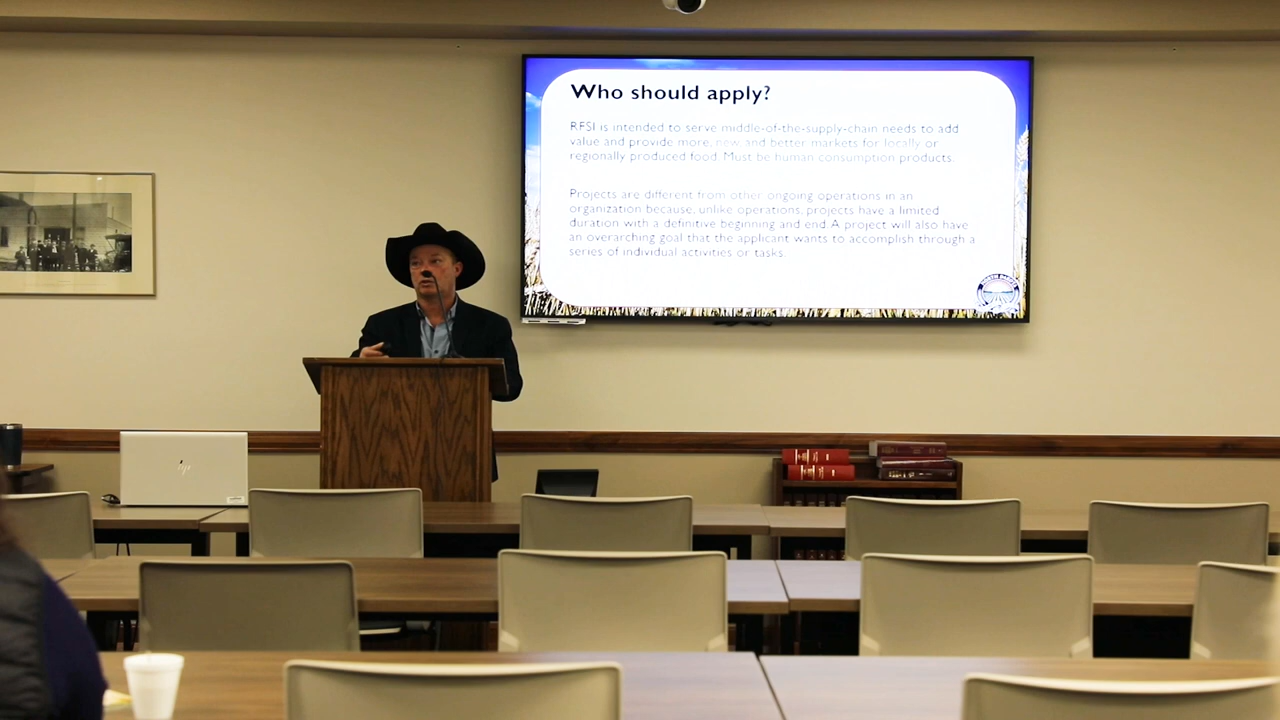 Who should apply?
RFSI is intended to serve middle-of-the-supply-chain needs to add
value and provide more, new, and better markets for locally or
regionally produced food. Must be human consumption products.
Projects are different from other ongoing operations in an
organization because, unlike operations, projects have a limited
duration with a definitive beginning and end. A project will also have
an overarching goal that the applicant wants to accomplish through a
series of individual activities or tasks.
hp